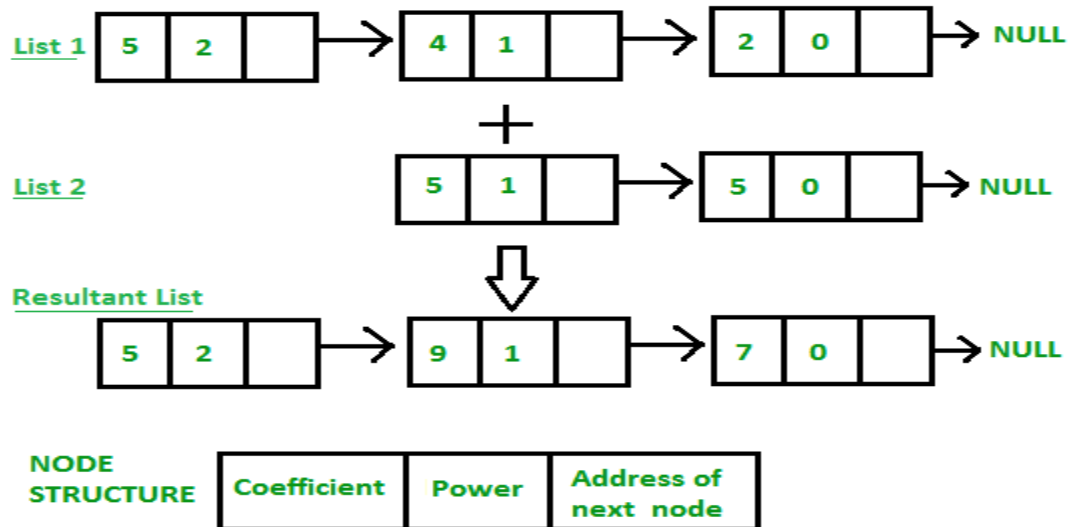 List 1 5 2 4 1 2 0 NULL
+
List 2 5 1 5 0 NULL
Resultant List
5 2 9 1 7 0 NULL
NODE STRUCTURE
Coefficient
Power
Address of
next node